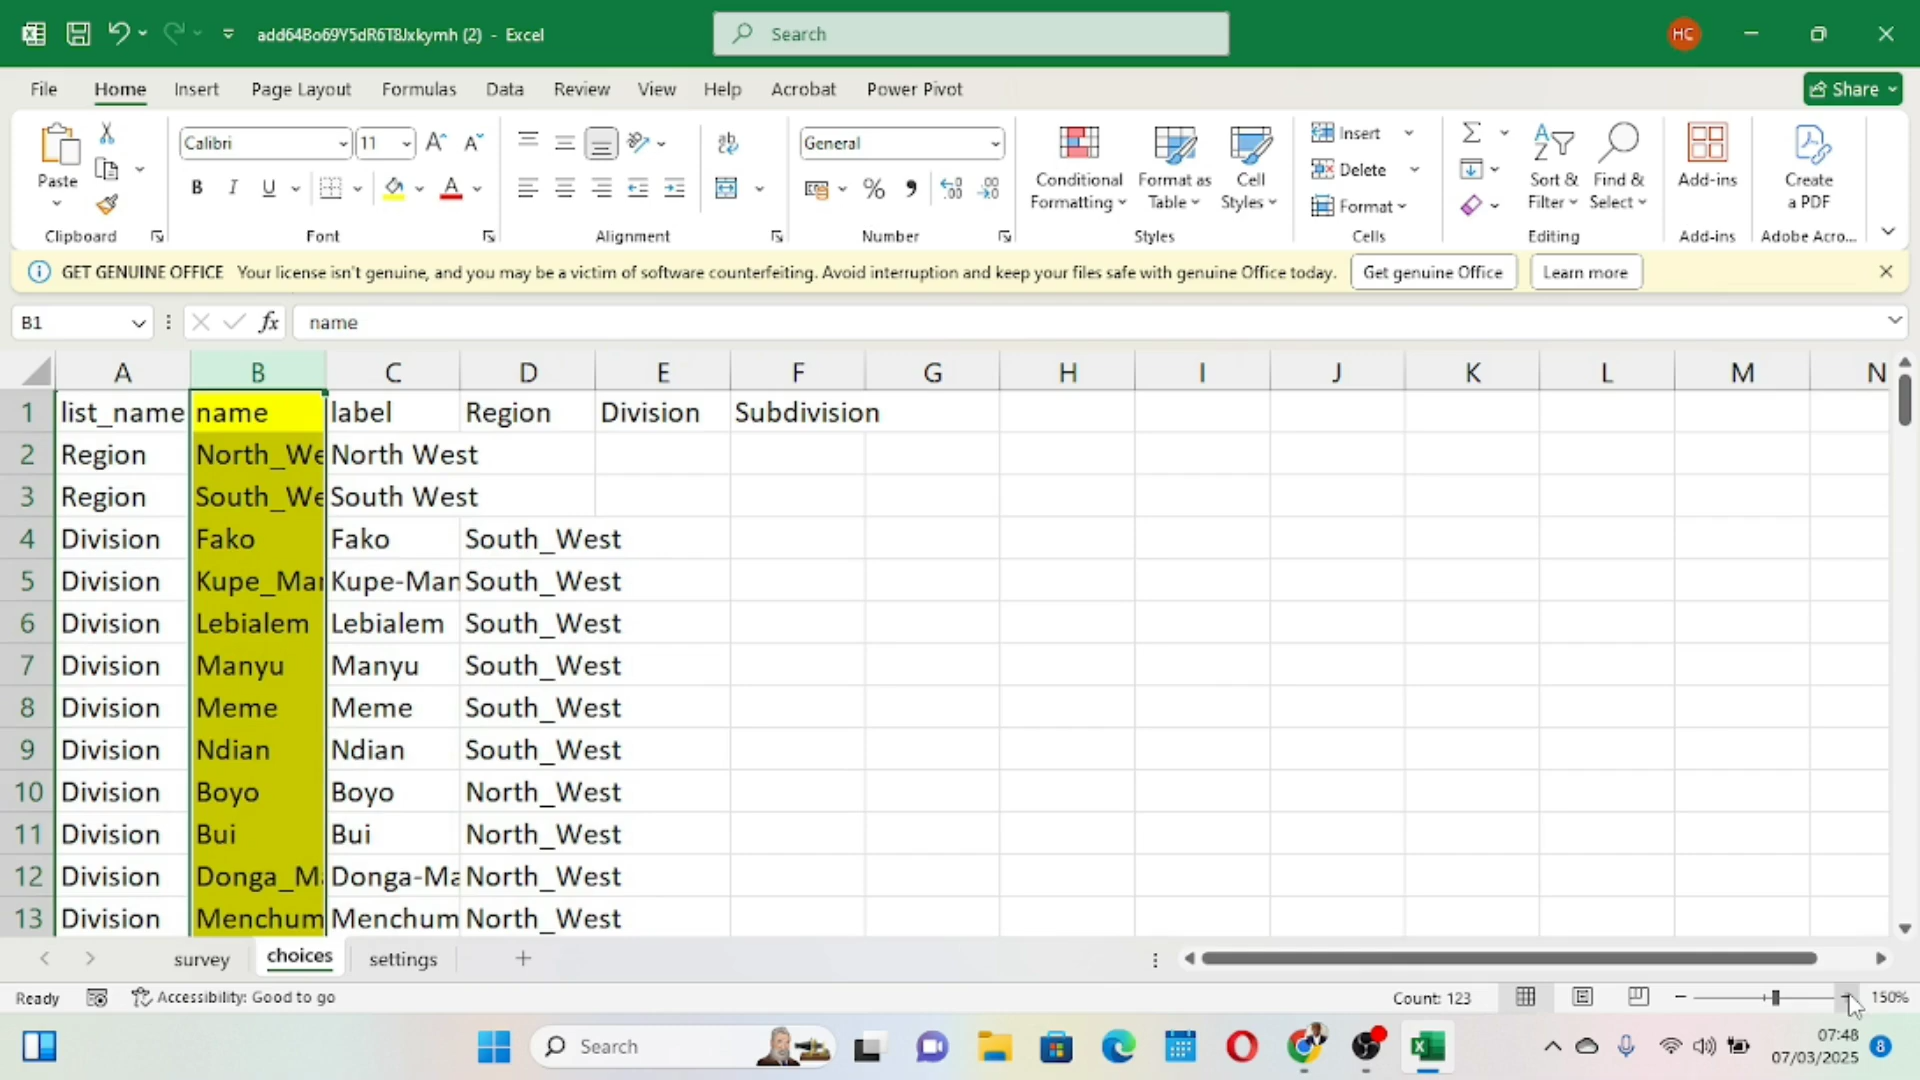 add64Bo69Y5dR6T8Jxkymh (2) - Excel
Search
HC
File Home Insert Page Layout Formulas Data Review View Help Acrobat Power Pivot
Share
Paste
Clipboard
Calibri 11
B I U
Font
Alignment
General
Number
Conditional Formatting
Format as Table
Cell Styles
Styles
Insert
Delete
Format
Cells
Sort & Filter
Find & Select
Editing
Add-ins
Add-ins
Create a PDF
Adobe Acro...
GET GENUINE OFFICE Your license isn't genuine, and you may be a victim of software counterfeiting. Avoid interruption and keep your files safe with genuine Office today. Get genuine Office Learn more
B1 fx name
A B C D E F G H I J K L M N
1 list_name name label Region Division Subdivision
2 Region North_We North West
3 Region South_We South West
4 Division Fako Fako South_West
5 Division Kupe_Man Kupe-Man South_West
6 Division Lebialem Lebialem South_West
7 Division Manyu Manyu South_West
8 Division Meme Meme South_West
9 Division Ndian Ndian South_West
10 Division Boyo Boyo North_West
11 Division Bui Bui North_West
12 Division Donga_Ma Donga-Ma North_West
13 Division Menchum Menchum North_West
survey choices settings
Ready Accessibility: Good to go Count: 123 150%
Search
07:48
07/03/2025
8